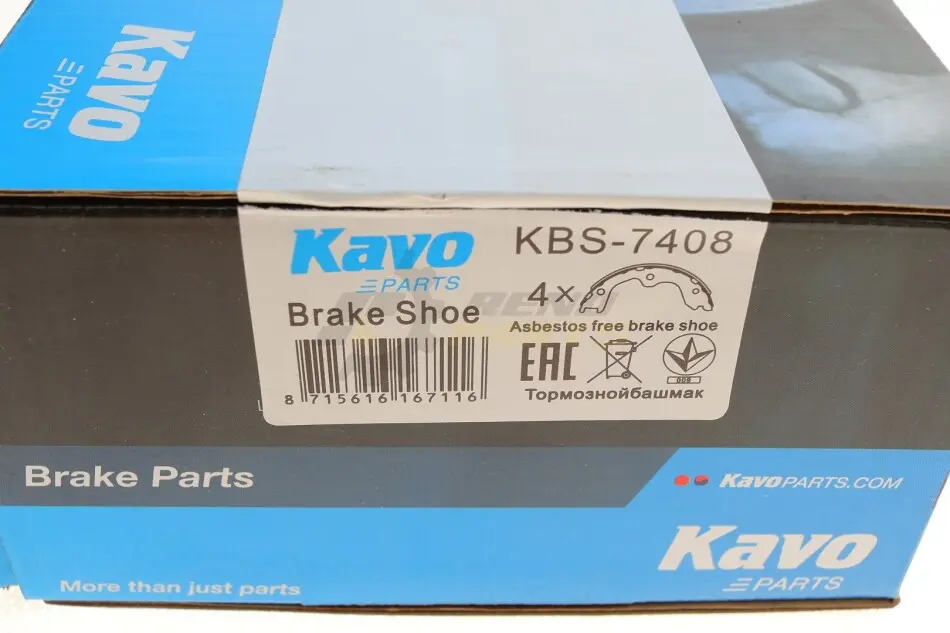 Kavo
PARTS
Kavo
PARTS
KBS-7408
4×
Brake Shoe
Asbestos free brake shoe
EAC
009
8 715616 167116
Тормознойбашмак
Brake Parts
KavoPARTS.COM
Kavo
PARTS
More than just parts